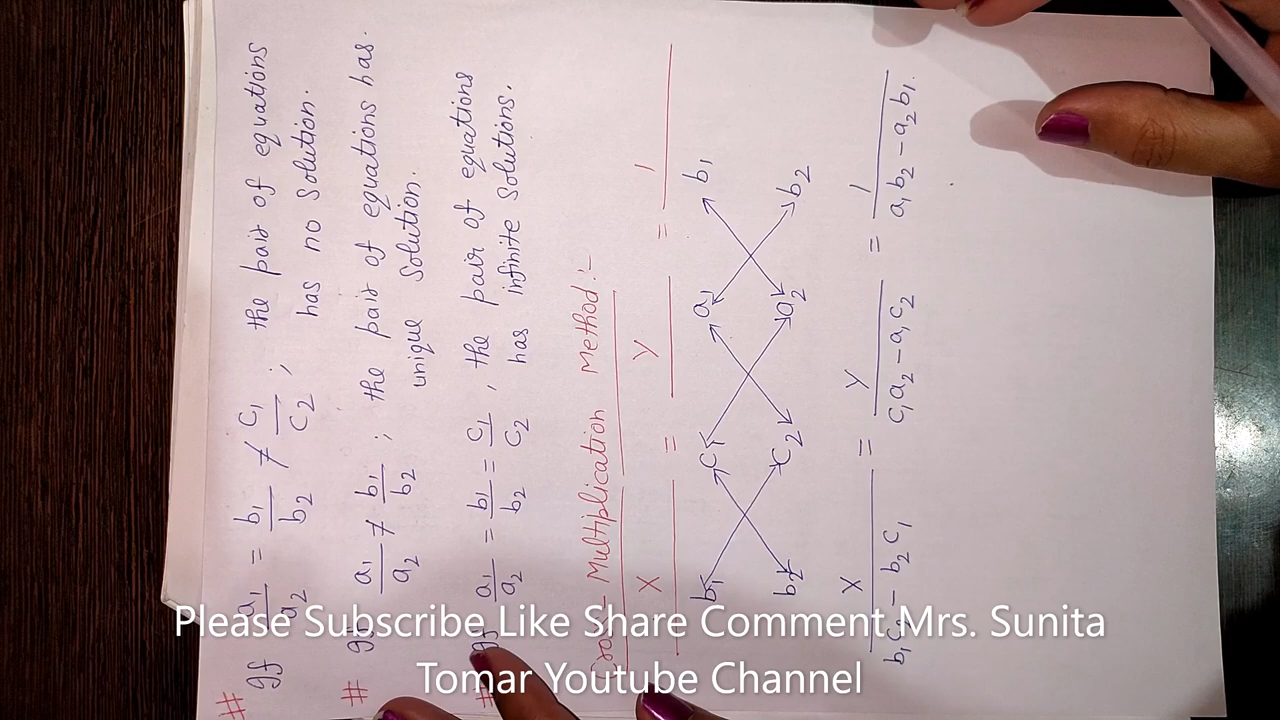 # If a₁/a₂ = b₁/b₂ ≠ c₁/c₂ ; the pair of equations
has no solution.
# If a₁/a₂ ≠ b₁/b₂ ; the pair of equations has.
unique solution.
# If a₁/a₂ = b₁/b₂ = c₁/c₂ , the pair of equations
has infinite solutions.
Cross - Multiplication Method :-
X = Y = 1
b₁ c₁ a₁ b₁
b₂ c₂ a₂ b₂
X/(b₁c₂ - b₂c₁) = Y/(c₁a₂ - a₁c₂) = 1/(a₁b₂ - a₂b₁.)
Please Subscribe Like Share Comment Mrs. Sunita
Tomar Youtube Channel